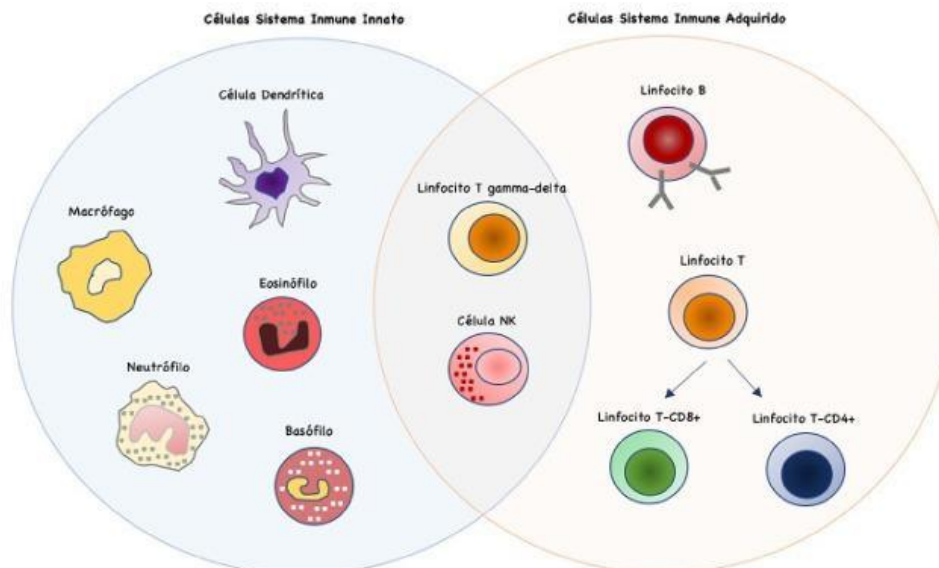 Células Sistema Inmune Innato
Células Sistema Inmune Adquirido
Célula Dendrítica
Linfocito B
Linfocito T gamma-delta
Macrófago
Linfocito T
Eosinófilo
Célula NK
Neutrófilo
Linfocito T-CD8+
Linfocito T-CD4+
Basófilo